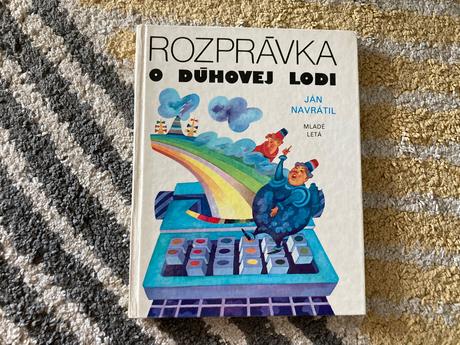 ROZPRÁVKA
O DÚHOVEJ LODI
JÁN
NAVRÁTIL
MLADÉ
LETÁ